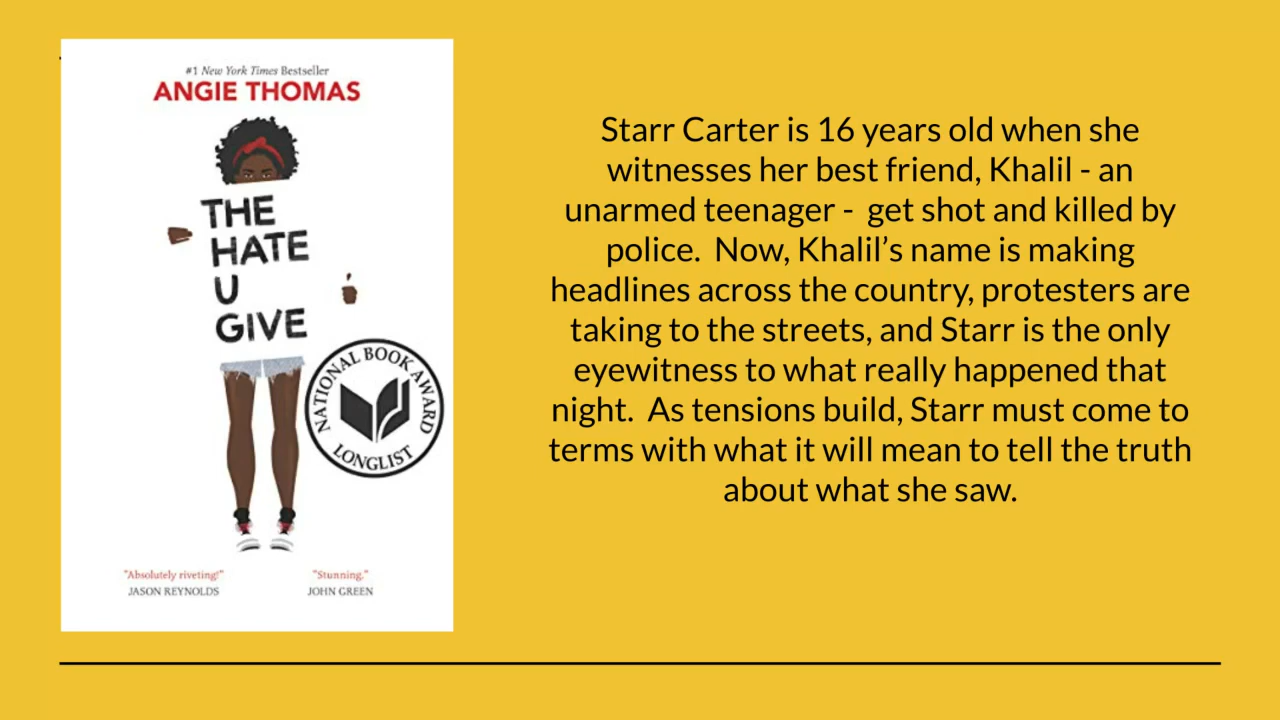 #1 New York Times Bestseller
ANGIE THOMAS
THE
HATE
U
GIVE
NATIONAL BOOK AWARD
LONGLIST
"Absolutely riveting!"
JASON REYNOLDS
"Stunning."
JOHN GREEN
Starr Carter is 16 years old when she
witnesses her best friend, Khalil - an
unarmed teenager -  get shot and killed by
police.  Now, Khalil’s name is making
headlines across the country, protesters are
taking to the streets, and Starr is the only
eyewitness to what really happened that
night.  As tensions build, Starr must come to
terms with what it will mean to tell the truth
about what she saw.